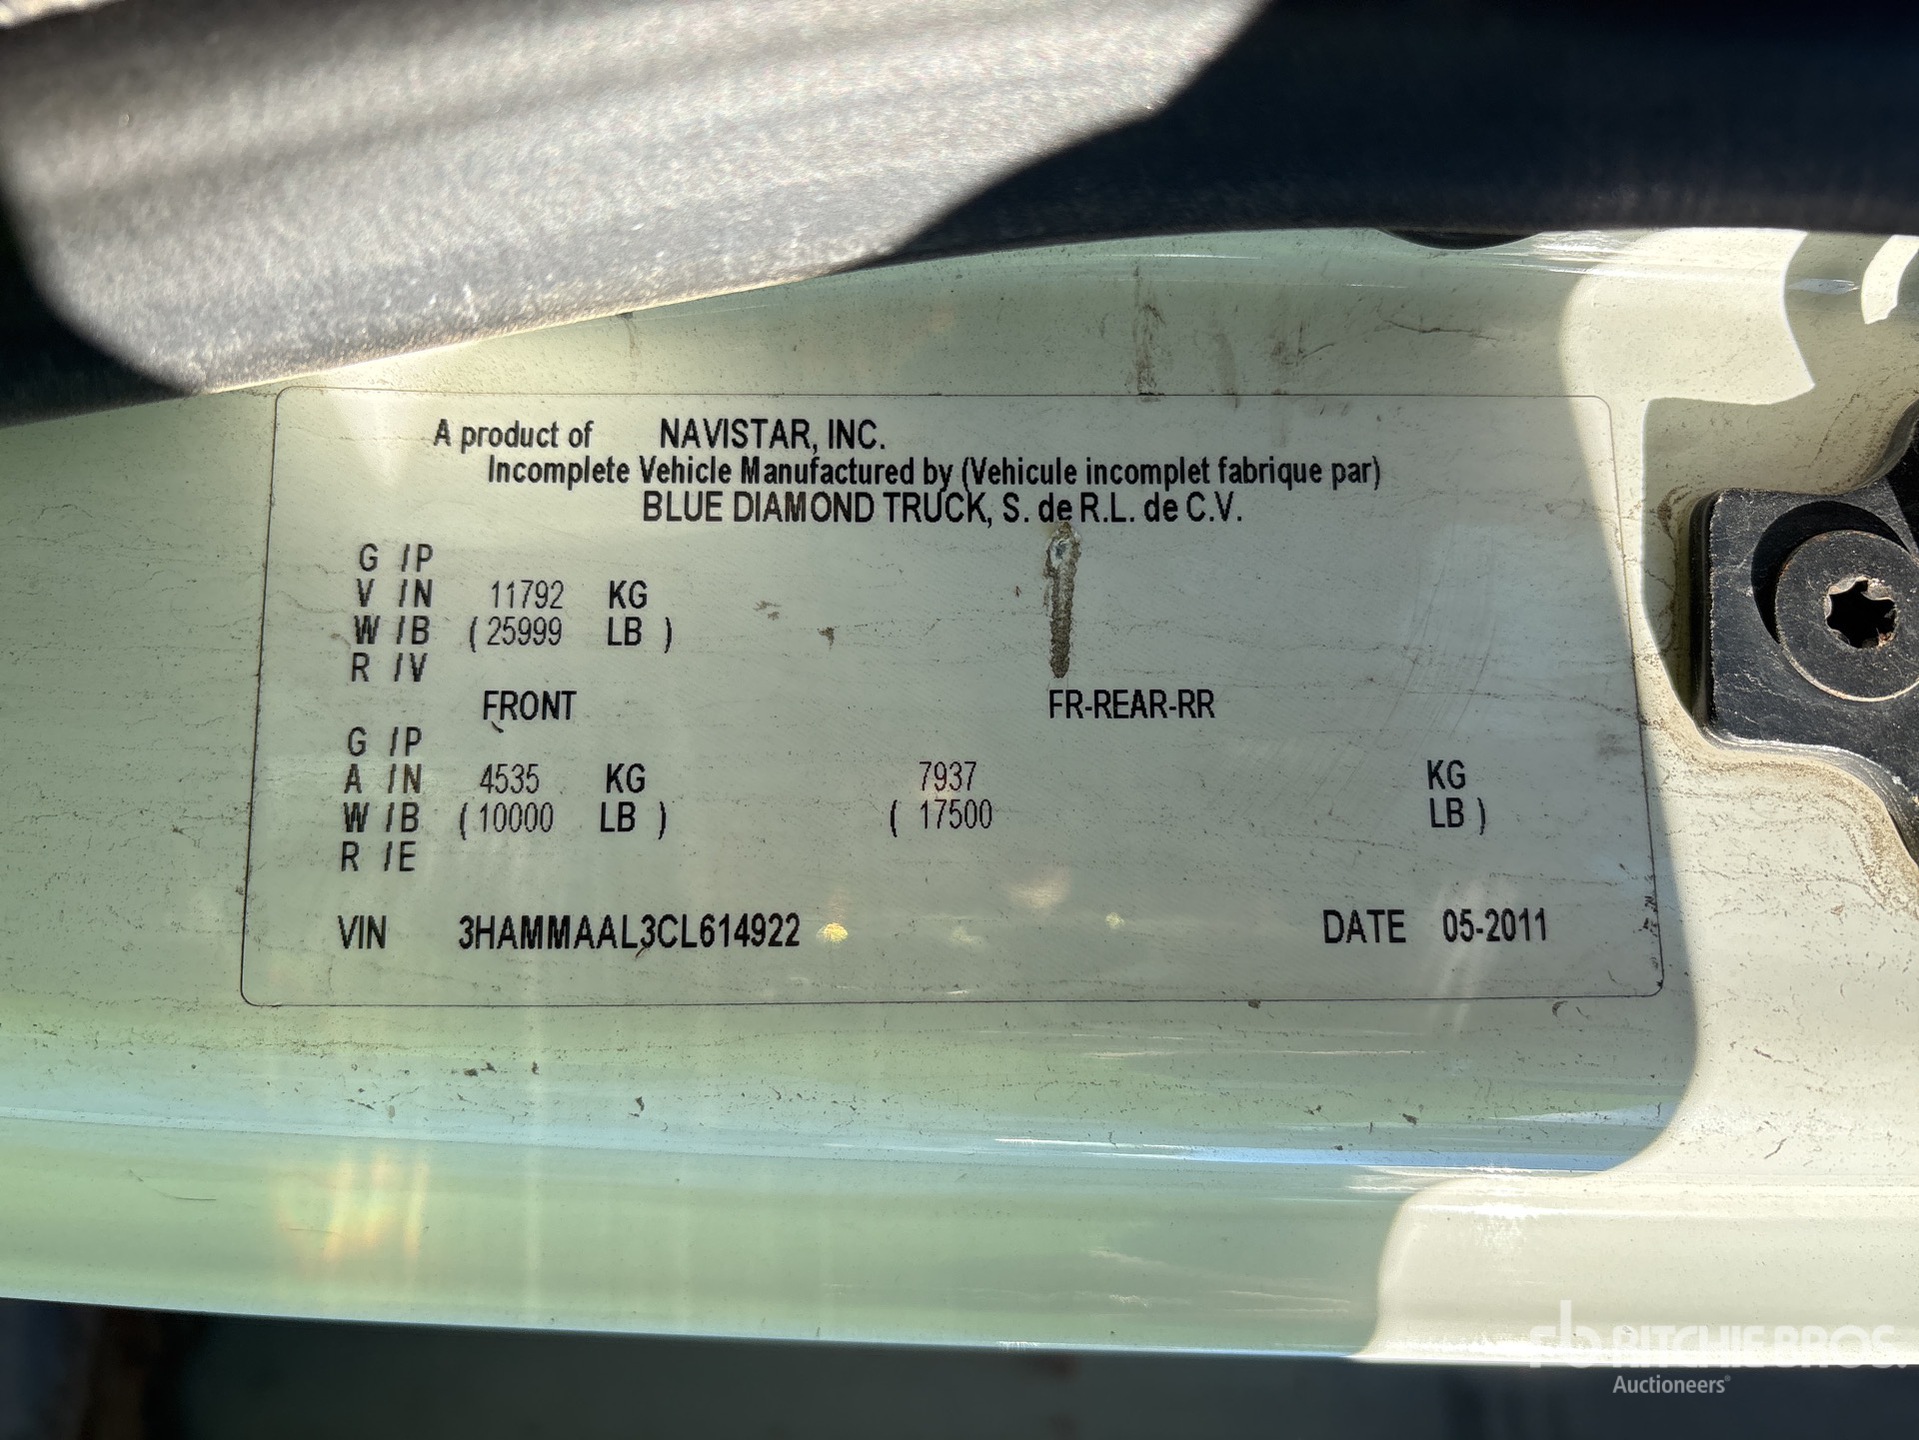 A product of NAVISTAR, INC.
Incomplete Vehicle Manufactured by (Vehicule incomplet fabrique par)
BLUE DIAMOND TRUCK, S. de R.L. de C.V.
G /P
V /N 11792 KG
W /B ( 25999 LB )
R /V
FRONT FR-REAR-RR
G /P
A /N 4535 KG 7937 KG
W /B ( 10000 LB ) ( 17500 LB )
R /E
VIN 3HAMMAAL3CL614922 DATE 05-2011
rb RITCHIE BROS.
Auctioneers®